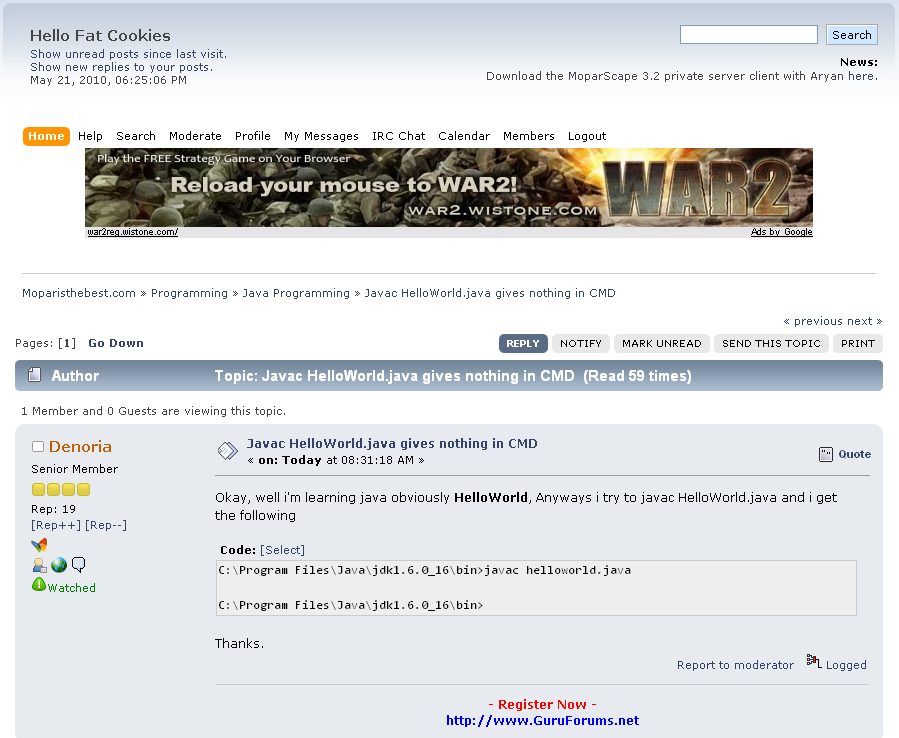 Hello Fat Cookies
Show unread posts since last visit.
Show new replies to your posts.
May 21, 2010, 06:25:06 PM
Search
News:
Download the MoparScape 3.2 private server client with Aryan here.
Home Help Search Moderate Profile My Messages IRC Chat Calendar Members Logout
Play the FREE Strategy Game on Your Browser
Reload your mouse to WAR2!
WAR2.WISTONE.COM
WAR2
war2reg.wistone.com/ Ads by Google
Moparisthebest.com » Programming » Java Programming » Javac HelloWorld.java gives nothing in CMD
« previous next »
Pages: [1] Go Down
REPLY NOTIFY MARK UNREAD SEND THIS TOPIC PRINT
Author Topic: Javac HelloWorld.java gives nothing in CMD (Read 59 times)
1 Member and 0 Guests are viewing this topic.
Denoria
Senior Member
Rep: 19
[Rep++] [Rep--]
Watched
Javac HelloWorld.java gives nothing in CMD
« on: Today at 08:31:18 AM »
Quote
Okay, well i'm learning java obviously HelloWorld, Anyways i try to javac HelloWorld.java and i get
the following
Code: [Select]
C:\Program Files\Java\jdk1.6.0_16\bin>javac helloworld.java
C:\Program Files\Java\jdk1.6.0_16\bin>
Thanks.
Report to moderator Logged
- Register Now -
http://www.GuruForums.net